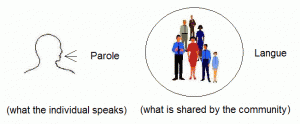 Parole
Langue
(what the individual speaks)
(what is shared by the community)